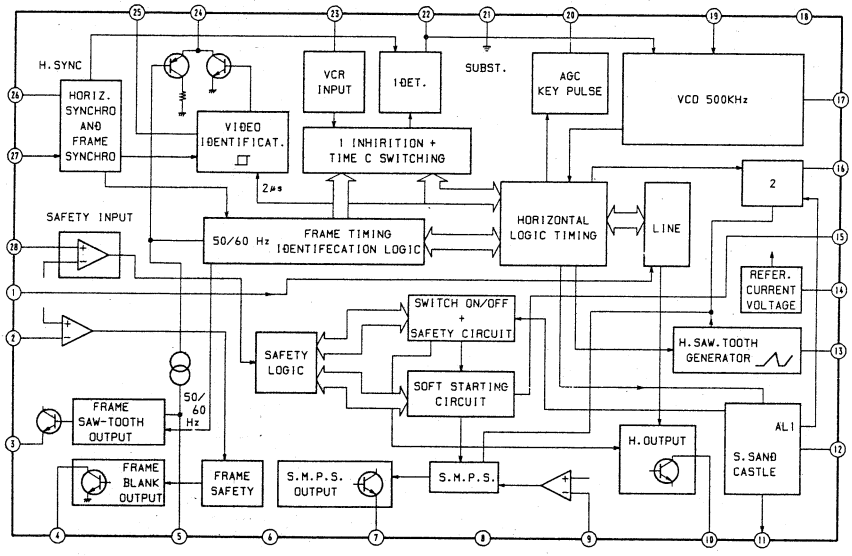 25
24
23
22
21
20
19
18
H.SYNC
SUBST.
VCR
INPUT
1DET.
AGC
KEY PULSE
VCO 500KHz
26
HORIZ.
SYNCHRO
AND
FRAME
SYNCHRO
VIDEO
IDENTIFICAT.
1 INHIRITION +
TIME C SWITCHING
17
27
2µs
16
2
SAFETY INPUT
50/60 Hz
FRAME TIMING
IDENTIFECATION LOGIC
HORIZONTAL
LOGIC TIMING
LINE
15
28
+
-
REFER.
CURRENT
VOLTAGE
14
1
SWITCH ON/OFF
+
SAFETY CIRCUIT
+
-
2
SAFETY
LOGIC
H.SAW.TOOTH
GENERATOR
13
SOFT STARTING
CIRCUIT
50/
60
Hz
FRAME
SAW-TOOTH
OUTPUT
3
AL1
S.SAND
CASTLE
12
H.OUTPUT
FRAME
BLANK
OUTPUT
FRAME
SAFETY
S.M.P.S.
OUTPUT
S.M.P.S.
+
-
4
5
6
7
8
9
10
11